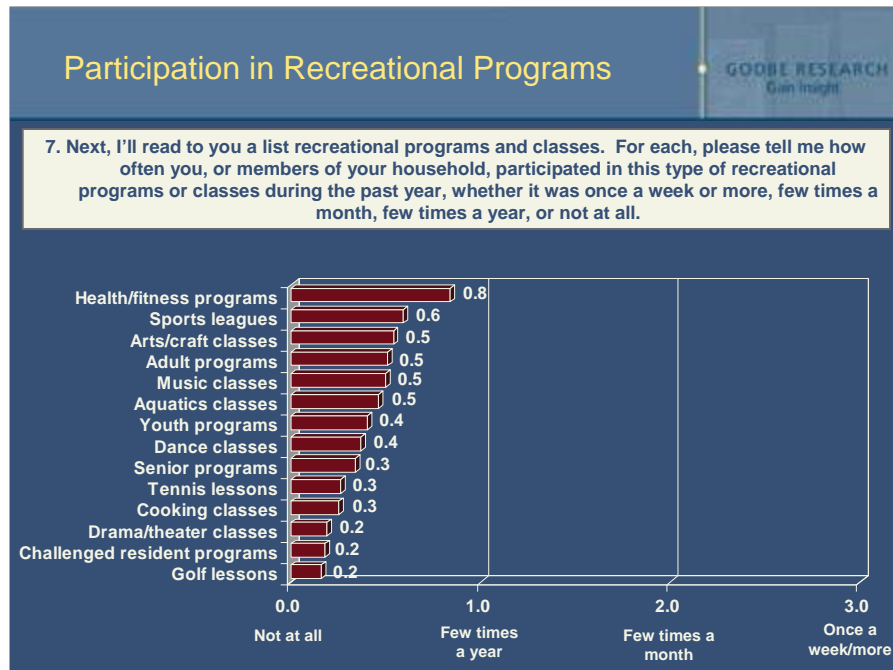 Participation in Recreational Programs
GODBE RESEARCH
Gain Insight
7. Next, I'll read to you a list recreational programs and classes. For each, please tell me how
often you, or members of your household, participated in this type of recreational
programs or classes during the past year, whether it was once a week or more, few times a
month, few times a year, or not at all.
Health/fitness programs 0.8
Sports leagues 0.6
Arts/craft classes 0.5
Adult programs 0.5
Music classes 0.5
Aquatics classes 0.5
Youth programs 0.4
Dance classes 0.4
Senior programs 0.3
Tennis lessons 0.3
Cooking classes 0.3
Drama/theater classes 0.2
Challenged resident programs 0.2
Golf lessons 0.2
0.0 1.0 2.0 3.0
Not at all Few times a year Few times a month Once a week/more